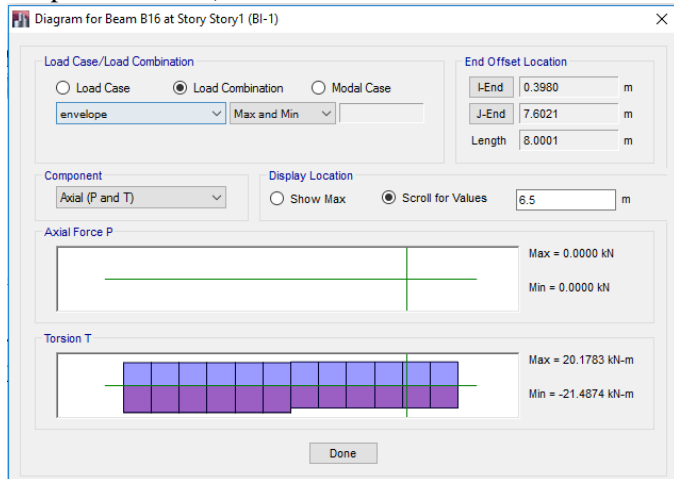 Diagram for Beam B16 at Story Story1 (BI-1)
Load Case/Load Combination
Load Case Load Combination Modal Case
envelope Max and Min
End Offset Location
I-End 0.3980 m
J-End 7.6021 m
Length 8.0001 m
Component
Axial (P and T)
Display Location
Show Max Scroll for Values 6.5 m
Axial Force P
Max = 0.0000 kN
Min = 0.0000 kN
Torsion T
Max = 20.1783 kN-m
Min = -21.4874 kN-m
Done